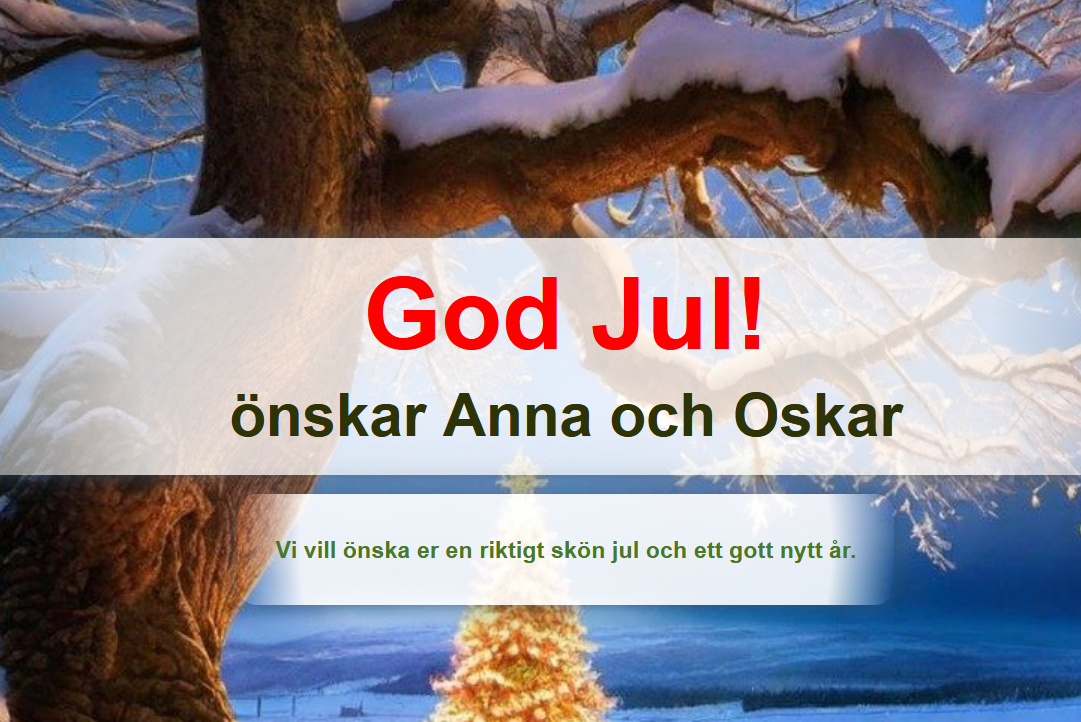 God Jul!
önskar Anna och Oskar
Vi vill önska er en riktigt skön jul och ett gott nytt år.